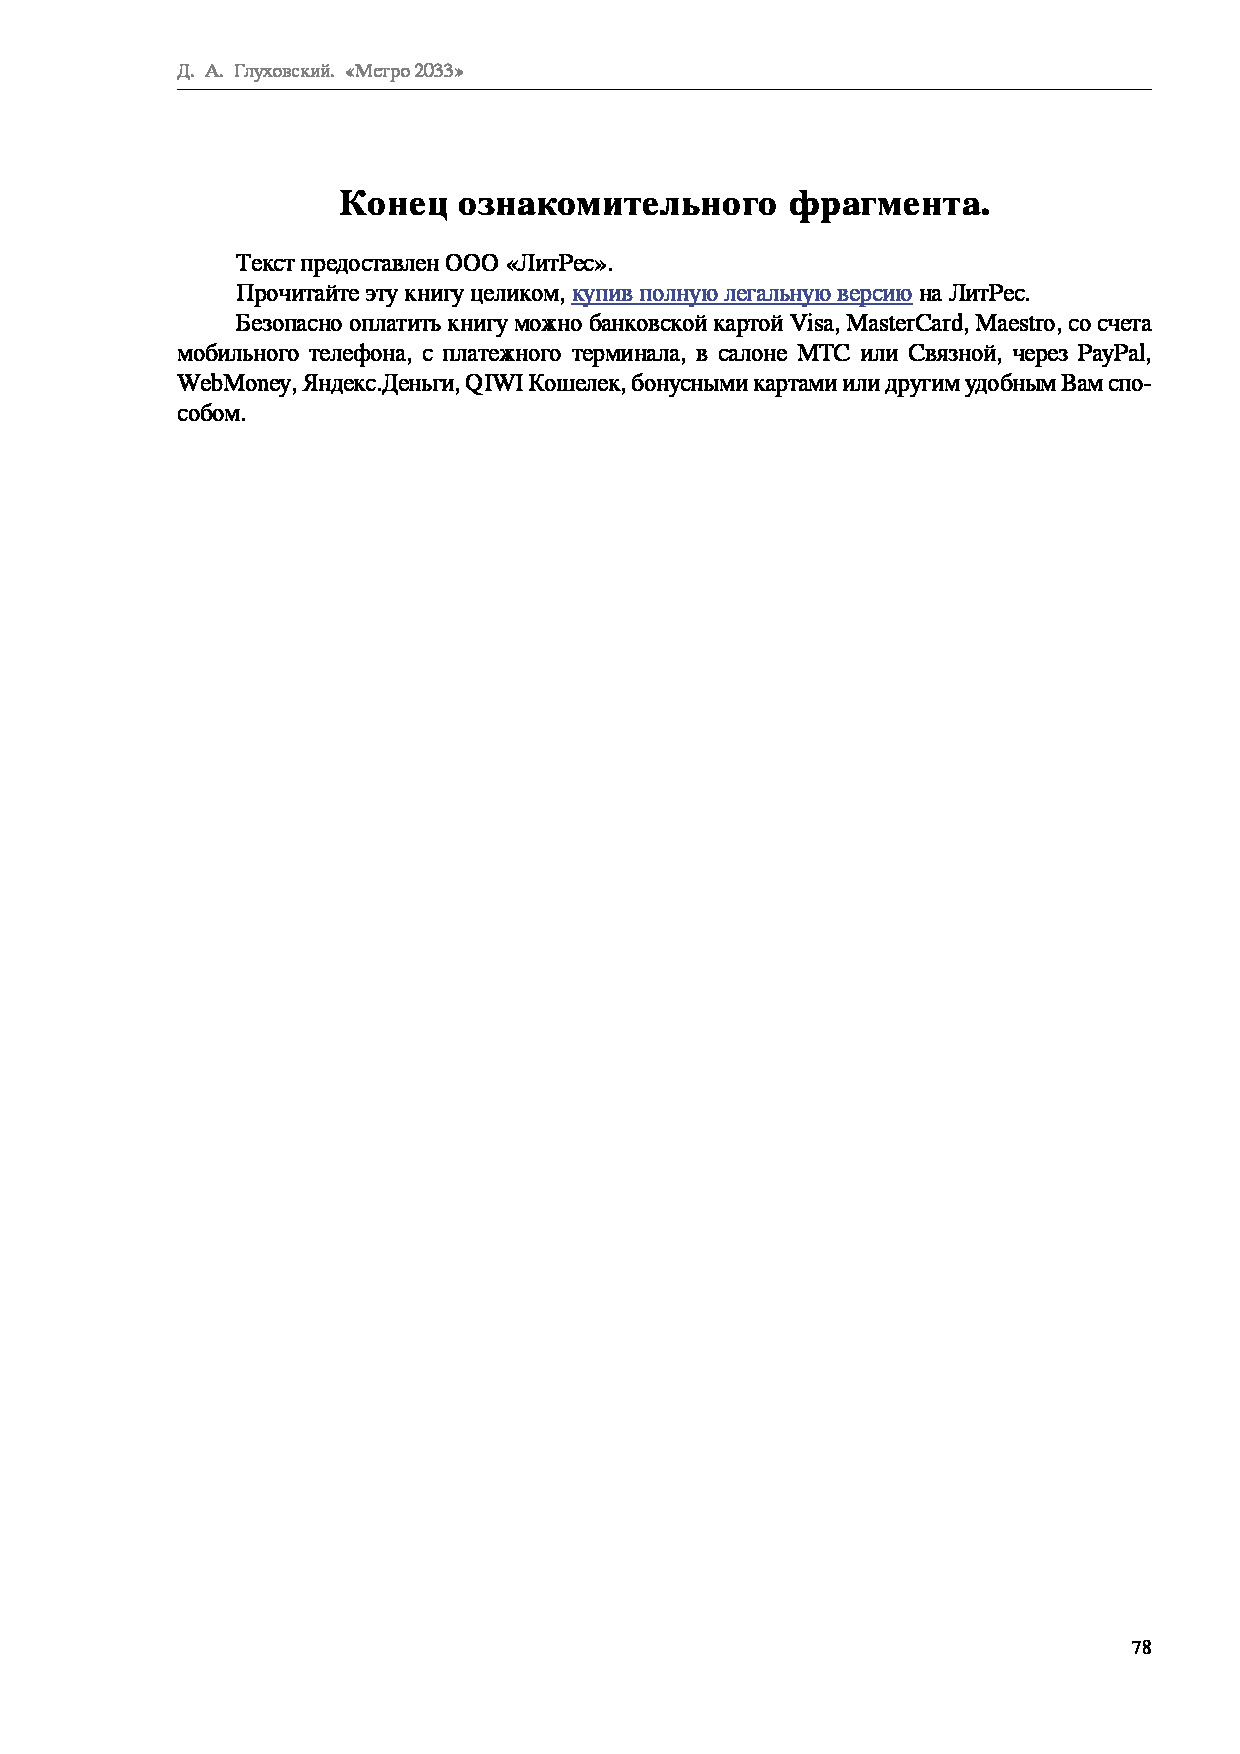 Д. А. Глуховский. «Метро 2033»
Конец ознакомительного фрагмента.
Текст предоставлен ООО «ЛитРес».
Прочитайте эту книгу целиком, купив полную легальную версию на ЛитРес.
Безопасно оплатить книгу можно банковской картой Visa, MasterCard, Maestro, со счета
мобильного телефона, с платежного терминала, в салоне МТС или Связной, через PayPal,
WebMoney, Яндекс.Деньги, QIWI Кошелек, бонусными картами или другим удобным Вам спо-
собом.
78